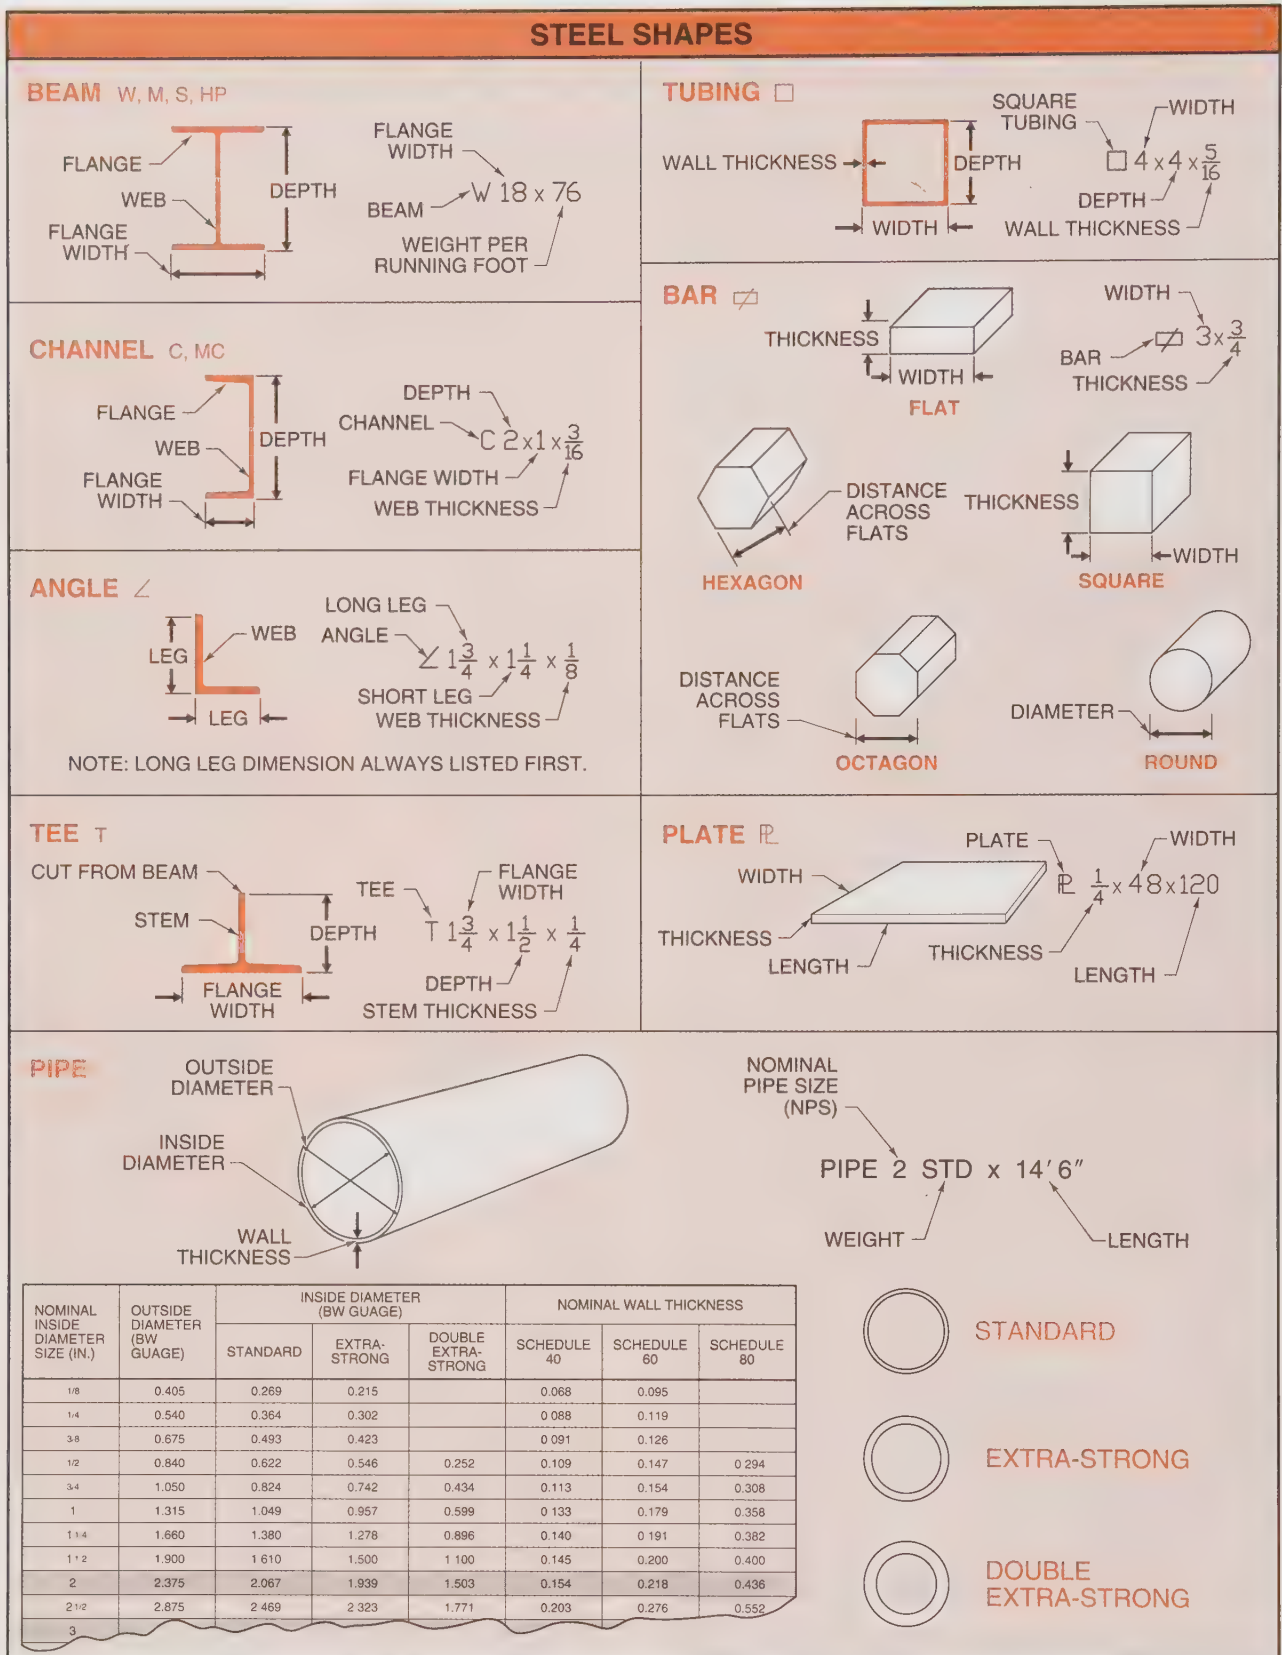 STEEL SHAPES
BEAM W, M, S, HP
FLANGE
WEB
FLANGE
WIDTH
DEPTH
FLANGE
WIDTH
BEAM
W 18 x 76
WEIGHT PER
RUNNING FOOT
TUBING □
WALL THICKNESS
DEPTH
WIDTH
SQUARE
TUBING
WIDTH
□ 4 x 4 x 5/16
DEPTH
WALL THICKNESS
CHANNEL C, MC
FLANGE
WEB
FLANGE
WIDTH
DEPTH
DEPTH
CHANNEL
C 2 x 1 x 3/16
FLANGE WIDTH
WEB THICKNESS
BAR
THICKNESS
WIDTH
FLAT
WIDTH
BAR
3 x 3/4
THICKNESS
DISTANCE
ACROSS
FLATS
HEXAGON
THICKNESS
WIDTH
SQUARE
DISTANCE
ACROSS
FLATS
OCTAGON
DIAMETER
ROUND
ANGLE ∠
LEG
WEB
LEG
LONG LEG
ANGLE
∠ 1 3/4 x 1 1/4 x 1/8
SHORT LEG
WEB THICKNESS
NOTE: LONG LEG DIMENSION ALWAYS LISTED FIRST.
TEE T
CUT FROM BEAM
STEM
DEPTH
FLANGE
WIDTH
TEE
FLANGE
WIDTH
T 1 3/4 x 1 1/2 x 1/4
DEPTH
STEM THICKNESS
PLATE PL
WIDTH
THICKNESS
LENGTH
PLATE
WIDTH
PL 1/4 x 48 x 120
THICKNESS
LENGTH
PIPE
OUTSIDE
DIAMETER
INSIDE
DIAMETER
WALL
THICKNESS
NOMINAL
PIPE SIZE
(NPS)
PIPE 2 STD x 14'6"
WEIGHT
LENGTH
NOMINAL INSIDE DIAMETER SIZE (IN.) OUTSIDE DIAMETER (BW GUAGE) INSIDE DIAMETER (BW GUAGE) NOMINAL WALL THICKNESS
STANDARD EXTRA-STRONG DOUBLE EXTRA-STRONG SCHEDULE 40 SCHEDULE 60 SCHEDULE 80
1/8 0.405 0.269 0.215 0.068 0.095
1/4 0.540 0.364 0.302 0 088 0.119
3/8 0.675 0.493 0.423 0 091 0.126
1/2 0.840 0.622 0.546 0.252 0.109 0.147 0 294
3/4 1.050 0.824 0.742 0.434 0.113 0.154 0.308
1 1.315 1.049 0.957 0.599 0 133 0.179 0.358
1 1/4 1.660 1.380 1.278 0.896 0.140 0 191 0.382
1 1/2 1.900 1 610 1.500 1 100 0.145 0.200 0.400
2 2.375 2.067 1.939 1.503 0.154 0.218 0.436
2 1/2 2.875 2 469 2 323 1.771 0.203 0.276 0.552
3
STANDARD
EXTRA-STRONG
DOUBLE
EXTRA-STRONG